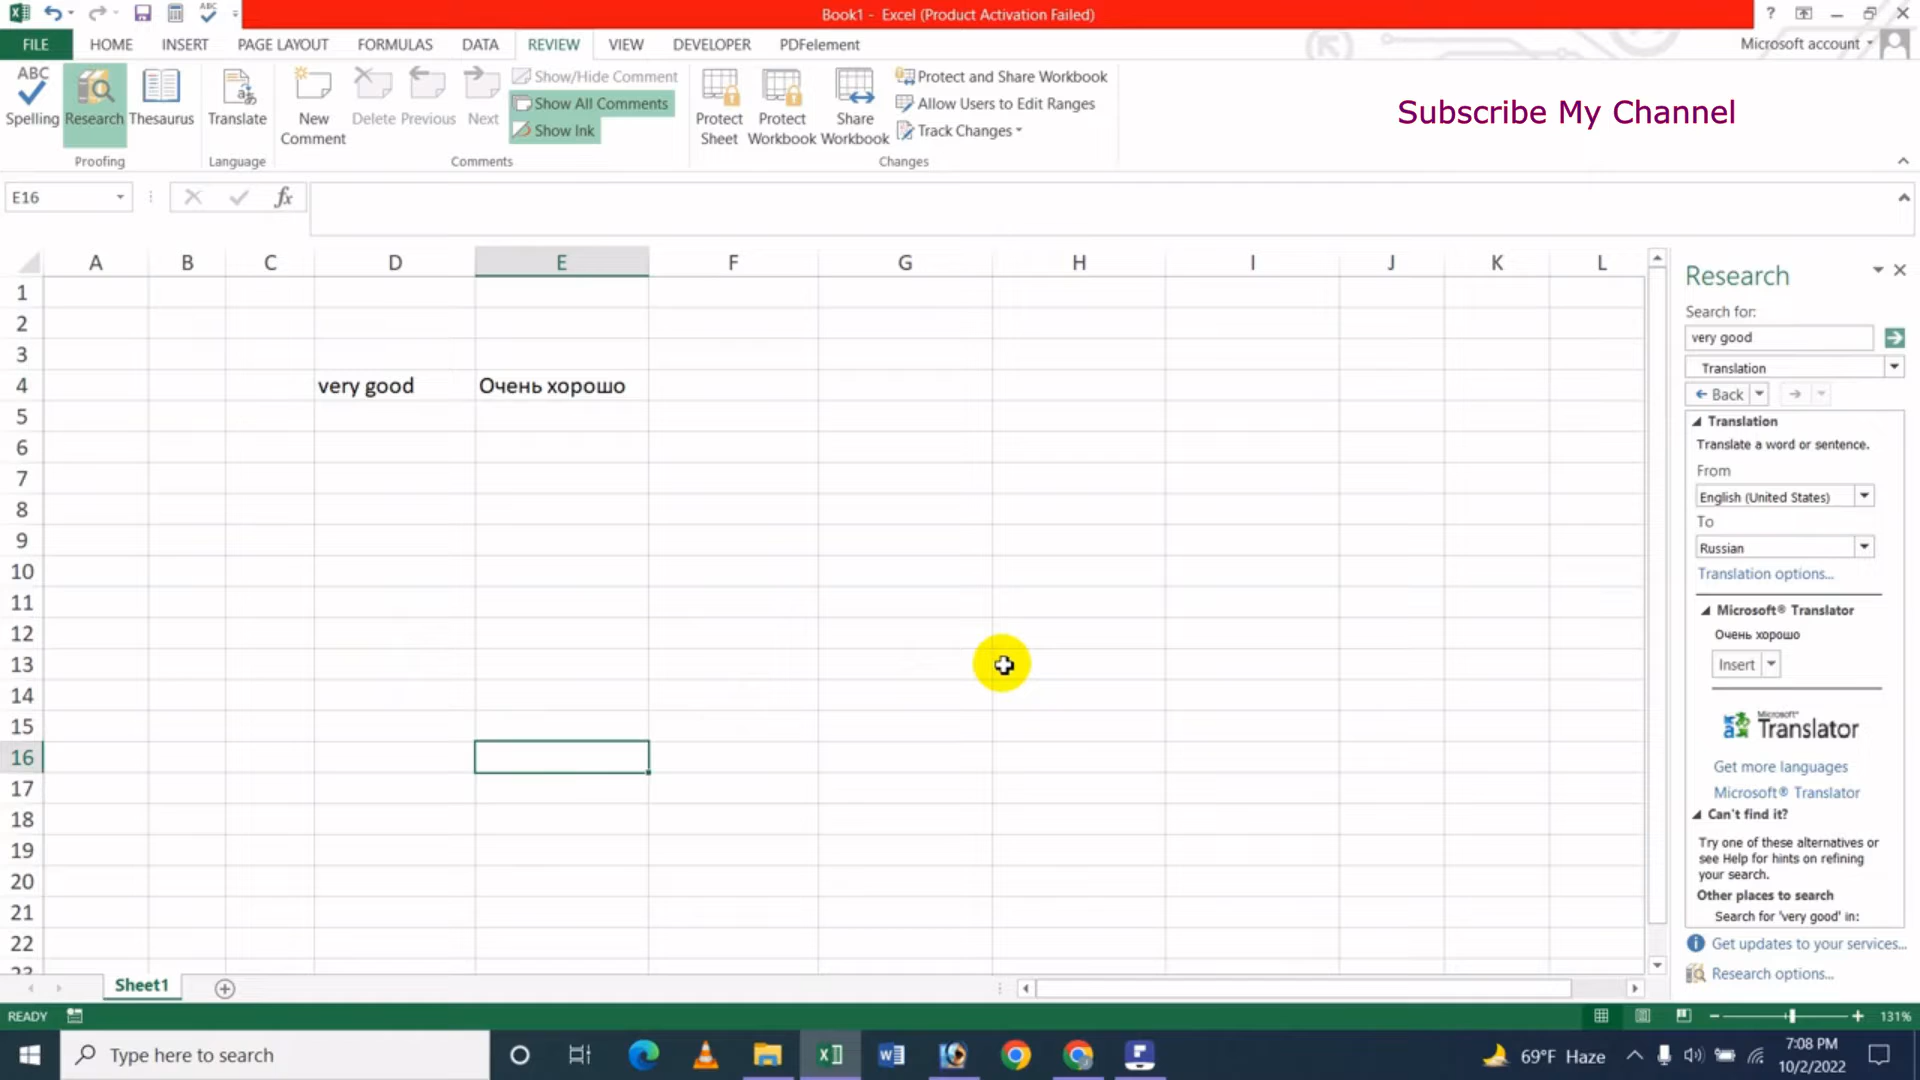 Book1 - Excel (Product Activation Failed)
FILE HOME INSERT PAGE LAYOUT FORMULAS DATA REVIEW VIEW DEVELOPER PDFelement Microsoft account
ABC
Spelling Research Thesaurus
Proofing
Translate
Language
New Comment
Delete Previous Next
Show/Hide Comment
Show All Comments
Show Ink
Comments
Protect Sheet
Protect Workbook
Share Workbook
Protect and Share Workbook
Allow Users to Edit Ranges
Track Changes
Changes
Subscribe My Channel
E16 fx
A B C D E F G H I J K L
1
2
3
4 very good Очень хорошо
5
6
7
8
9
10
11
12
13
14
15
16
17
18
19
20
21
22
23
Research
Search for:
very good
Translation
Back
Translation
Translate a word or sentence.
From
English (United States)
To
Russian
Translation options...
Microsoft® Translator
Очень хорошо
Insert
Microsoft®
Translator
Get more languages
Microsoft® Translator
Can't find it?
Try one of these alternatives or
see Help for hints on refining
your search.
Other places to search
Search for 'very good' in:
Get updates to your services...
Research options...
Sheet1
READY 131%
Type here to search
69°F Haze
7:08 PM
10/2/2022